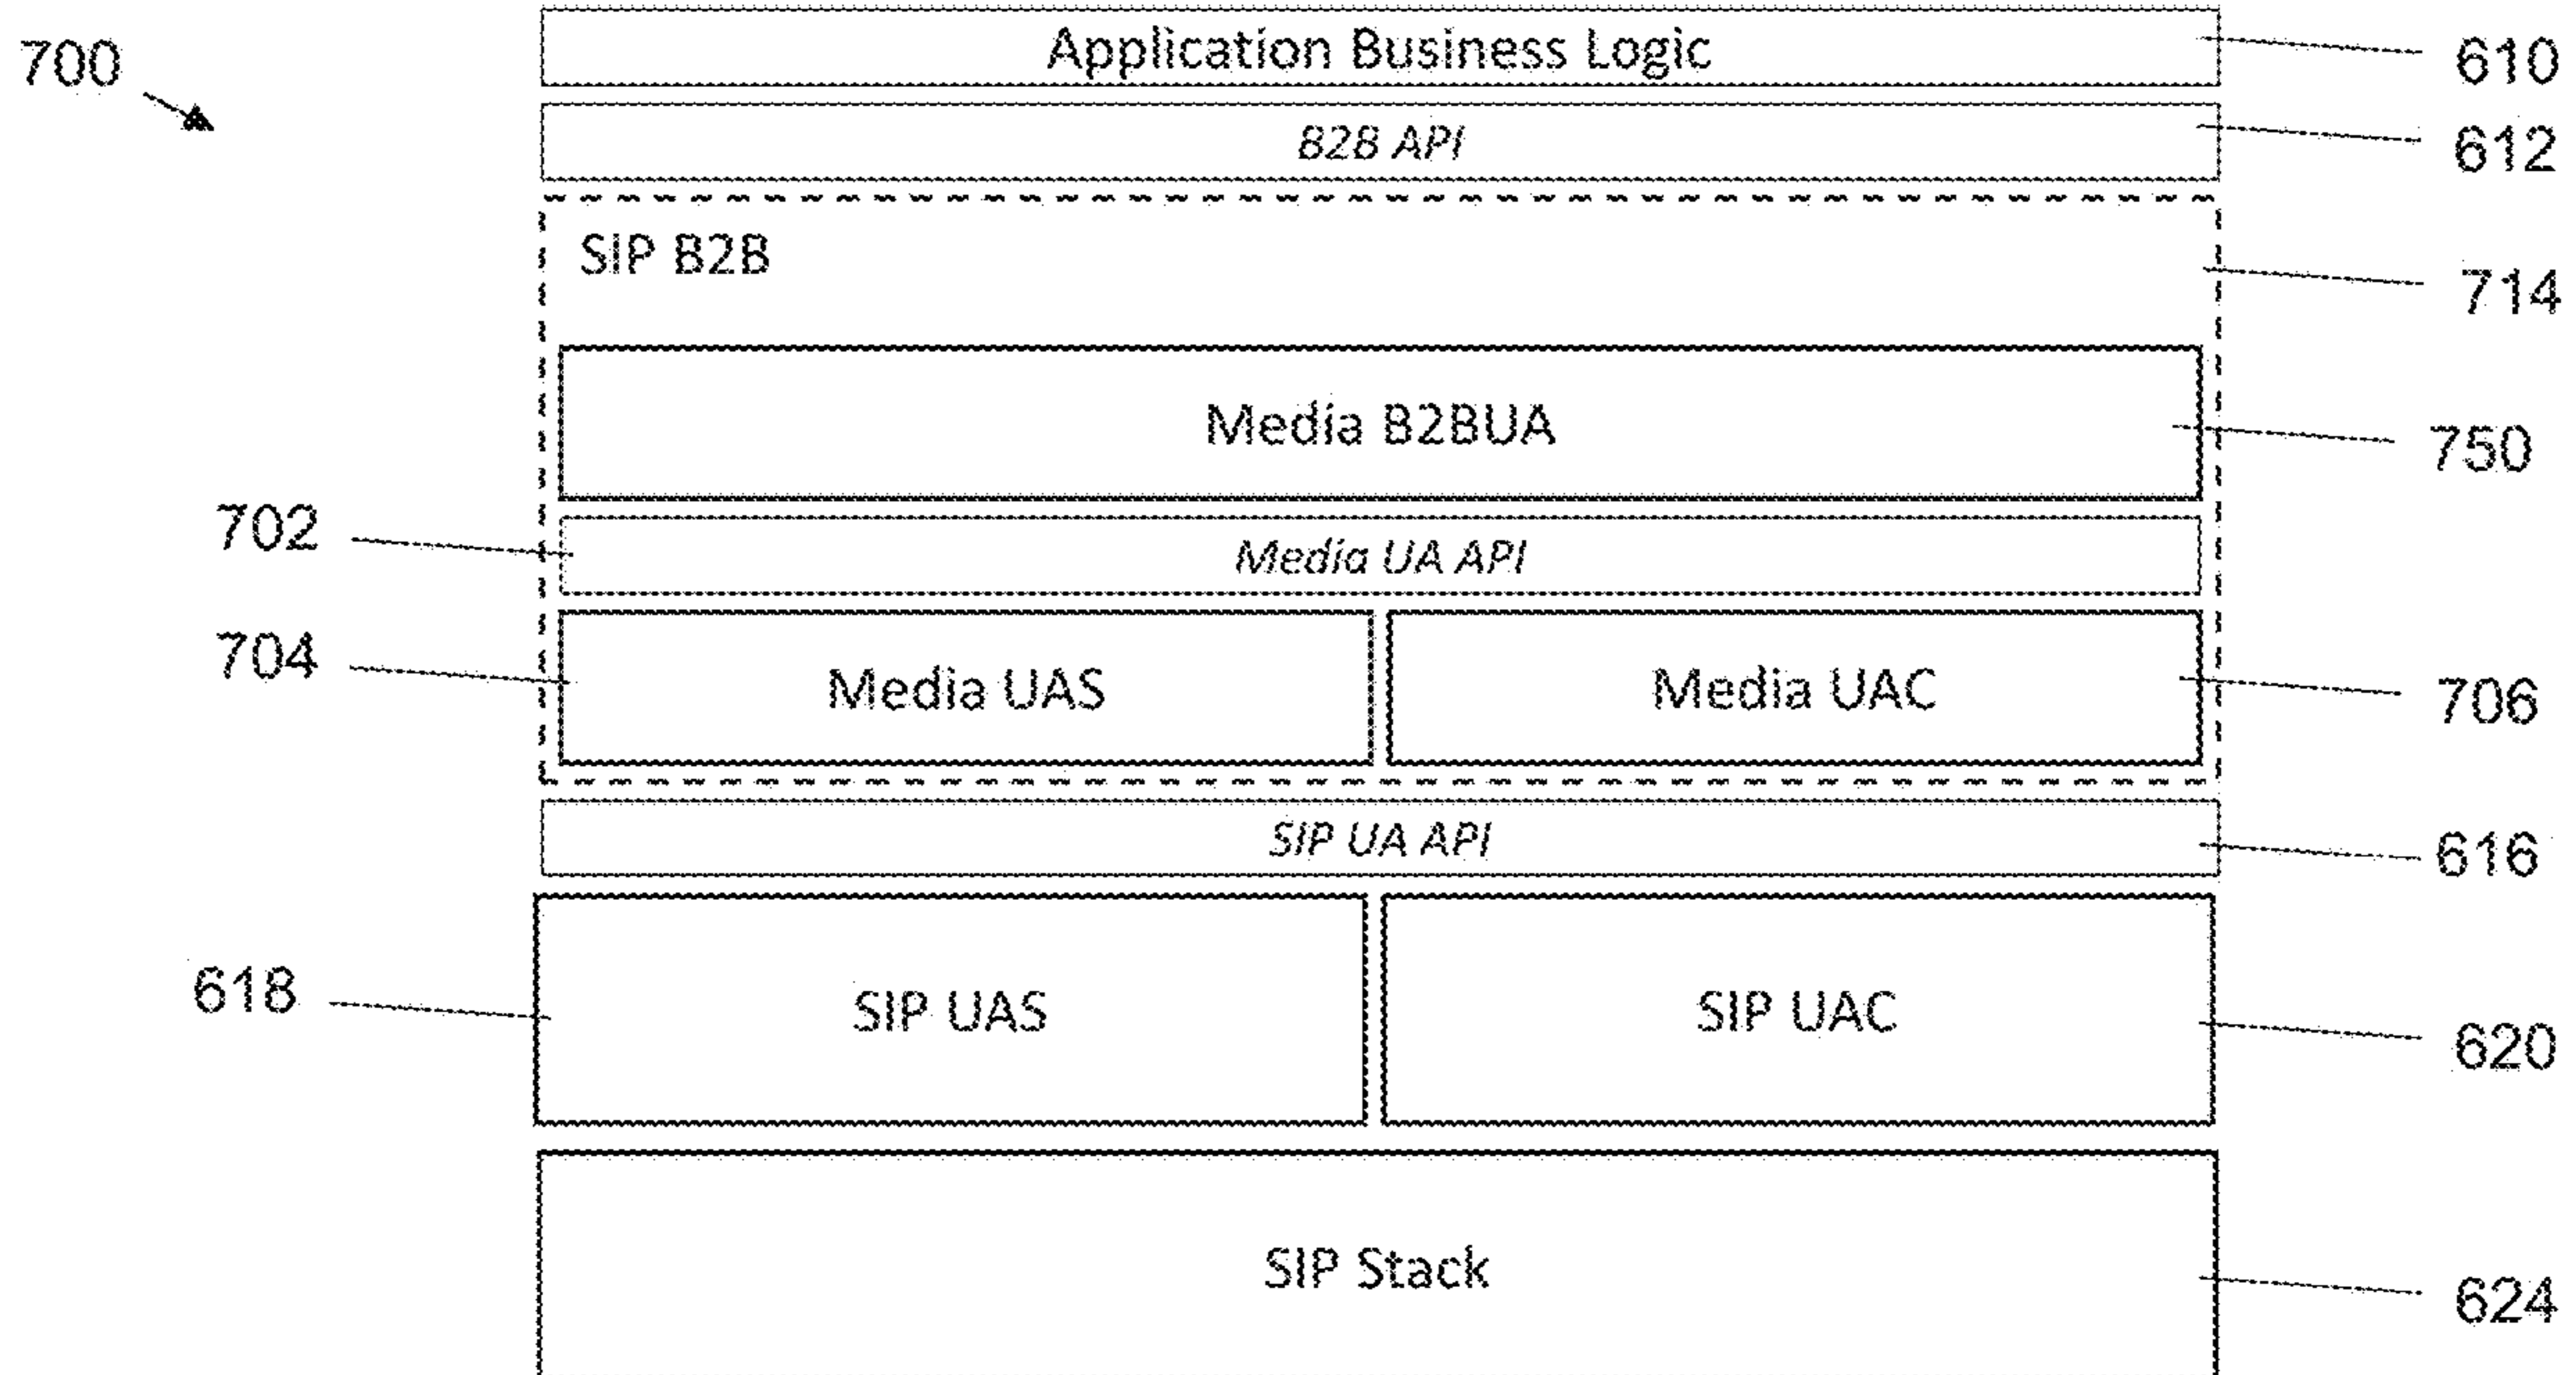 700
Application Business Logic
610
B2B API
612
SIP B2B
714
Media B2BUA
750
702
Media UA API
704
Media UAS
Media UAC
706
SIP UA API
616
618
SIP UAS
SIP UAC
620
SIP Stack
624